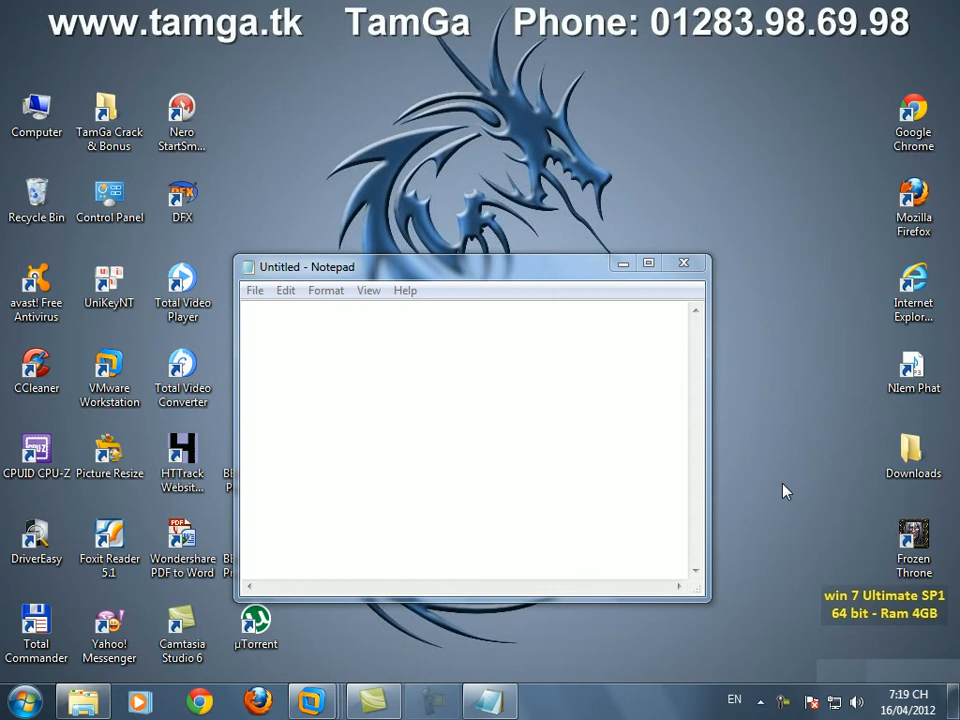 www.tamga.tk TamGa Phone: 01283.98.69.98
Computer
TamGa Crack
& Bonus
Nero
StartSm...
Google
Chrome
Recycle Bin
Control Panel
DFX
DFX
Mozilla
Firefox
Untitled - Notepad
File Edit Format View Help
avast! Free
Antivirus
UniKeyNT
Total Video
Player
Internet
Explor...
CCleaner
VMware
Workstation
Total Video
Converter
NIem Phat
CPUID CPU-Z
Picture Resize
HTTrack
Websit...
Downloads
DriverEasy
Foxit Reader
5.1
PDF
Wondershare
PDF to Word
Frozen
Throne
win 7 Ultimate SP1
64 bit - Ram 4GB
Total
Commander
Yahoo!
Messenger
Camtasia
Studio 6
µTorrent
EN
7:19 CH
16/04/2012